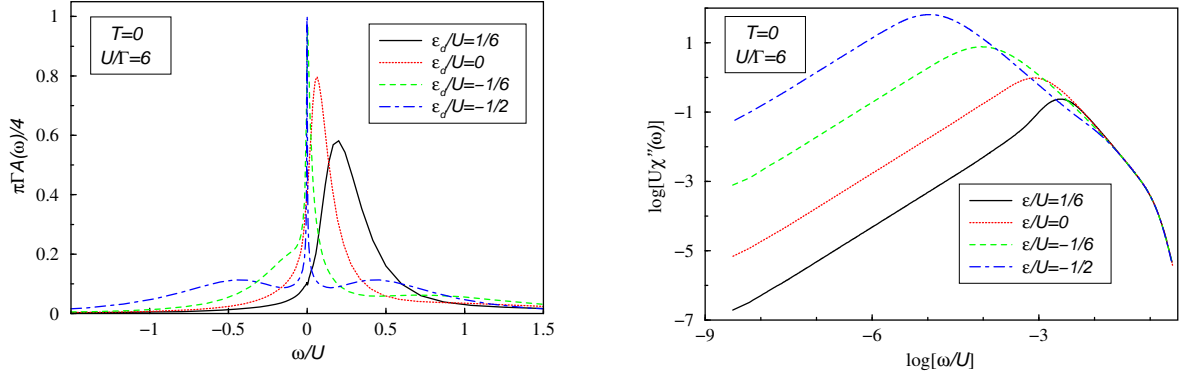 T=0
U/Γ=6
ε_d/U=1/6
ε_d/U=0
ε_d/U=−1/6
ε_d/U=−1/2
πΓA(ω)/4
1
0.8
0.6
0.4
0.2
0
−1 −0.5 0 0.5 1 1.5
ω/U
T=0
U/Γ=6
log[Uχ''(ω)]
1
−1
−3
−5
−7
ε/U=1/6
ε/U=0
ε/U=−1/6
ε/U=−1/2
−9 −6 −3
log[ω/U]